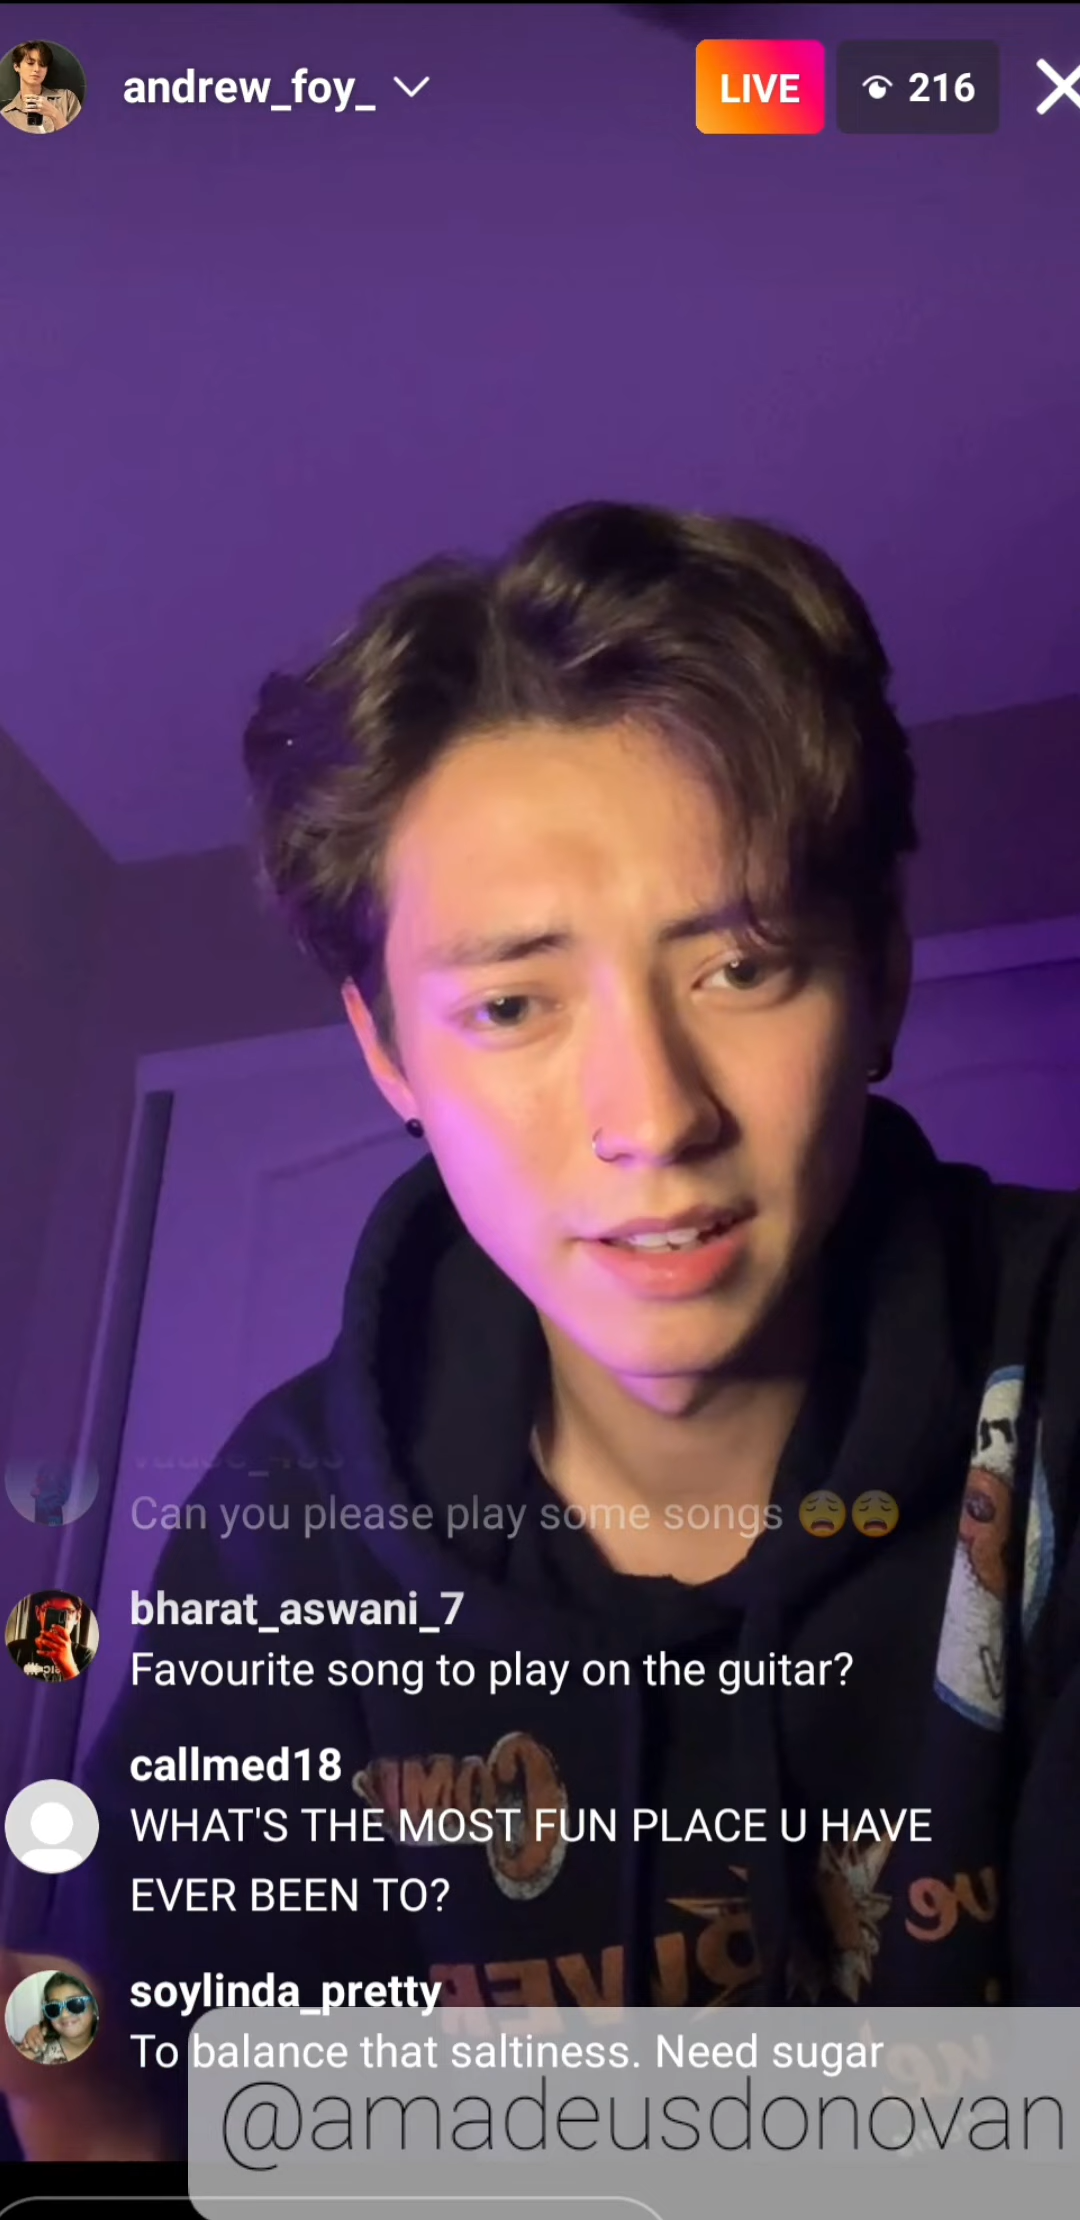 andrew_foy_
LIVE
216
Can you please play some songs 😩😩
bharat_aswani_7
Favourite song to play on the guitar?
callmed18
WHAT'S THE MOST FUN PLACE U HAVE
EVER BEEN TO?
soylinda_pretty
To balance that saltiness. Need sugar
@amadeusdonovan